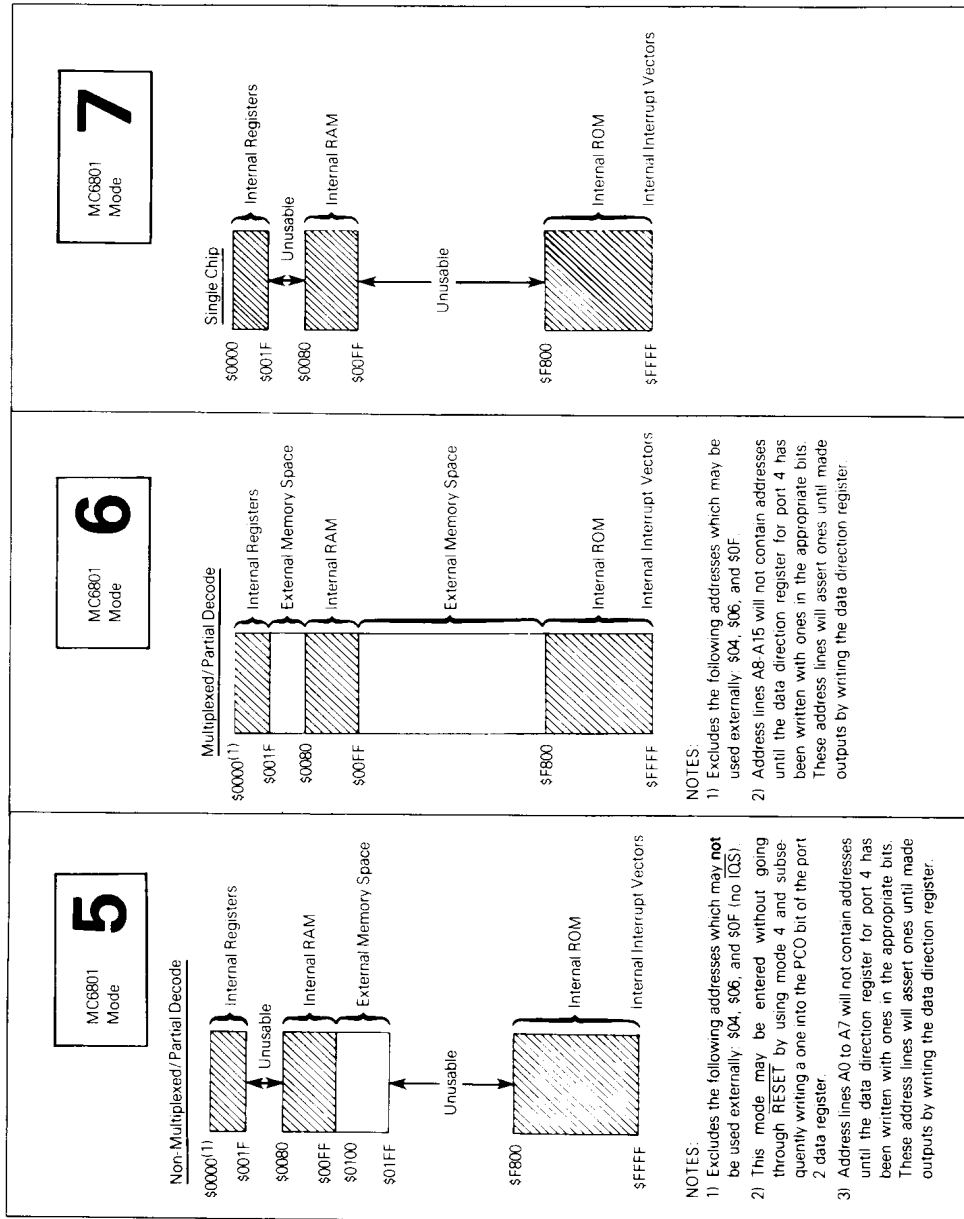 MC6801
Mode
5
Non-Multiplexed/Partial Decode
$0000(1)
$001F
$0080
$00FF
$0100
$01FF
$F800
$FFFF
Internal Registers
Unusable
Internal RAM
External Memory Space
Unusable
Internal ROM
Internal Interrupt Vectors
NOTES:
1) Excludes the following addresses which may not
be used externally: $04, $06, and $0F (no IOS).
2) This mode may be entered without going
through RESET by using mode 4 and subse-
quently writing a one into the PCO bit of the port
2 data register.
3) Address lines A0 to A7 will not contain addresses
until the data direction register for port 4 has
been written with ones in the appropriate bits.
These address lines will assert ones until made
outputs by writing the data direction register.
MC6801
Mode
6
Multiplexed/Partial Decode
$0000(1)
$001F
$0080
$00FF
$F800
$FFFF
Internal Registers
External Memory Space
Internal RAM
External Memory Space
Internal ROM
Internal Interrupt Vectors
NOTES:
1) Excludes the following addresses which may be
used externally: $04, $06, and $0F.
2) Address lines A8-A15 will not contain addresses
until the data direction register for port 4 has
been written with ones in the appropriate bits.
These address lines will assert ones until made
outputs by writing the data direction register.
MC6801
Mode
7
Single Chip
$0000
$001F
$0080
$00FF
$F800
$FFFF
Internal Registers
Unusable
Internal RAM
Unusable
Internal ROM
Internal Interrupt Vectors